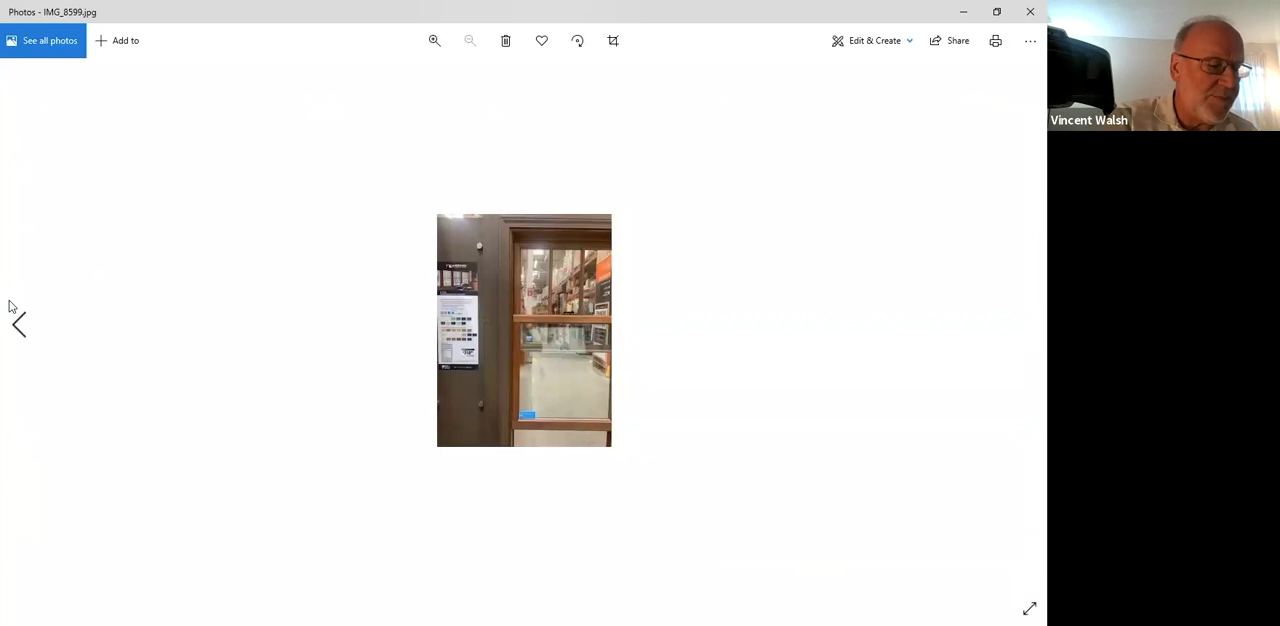 Photos - IMG_8599.jpg
See all photos
Add to
Edit & Create
Share
Vincent Walsh